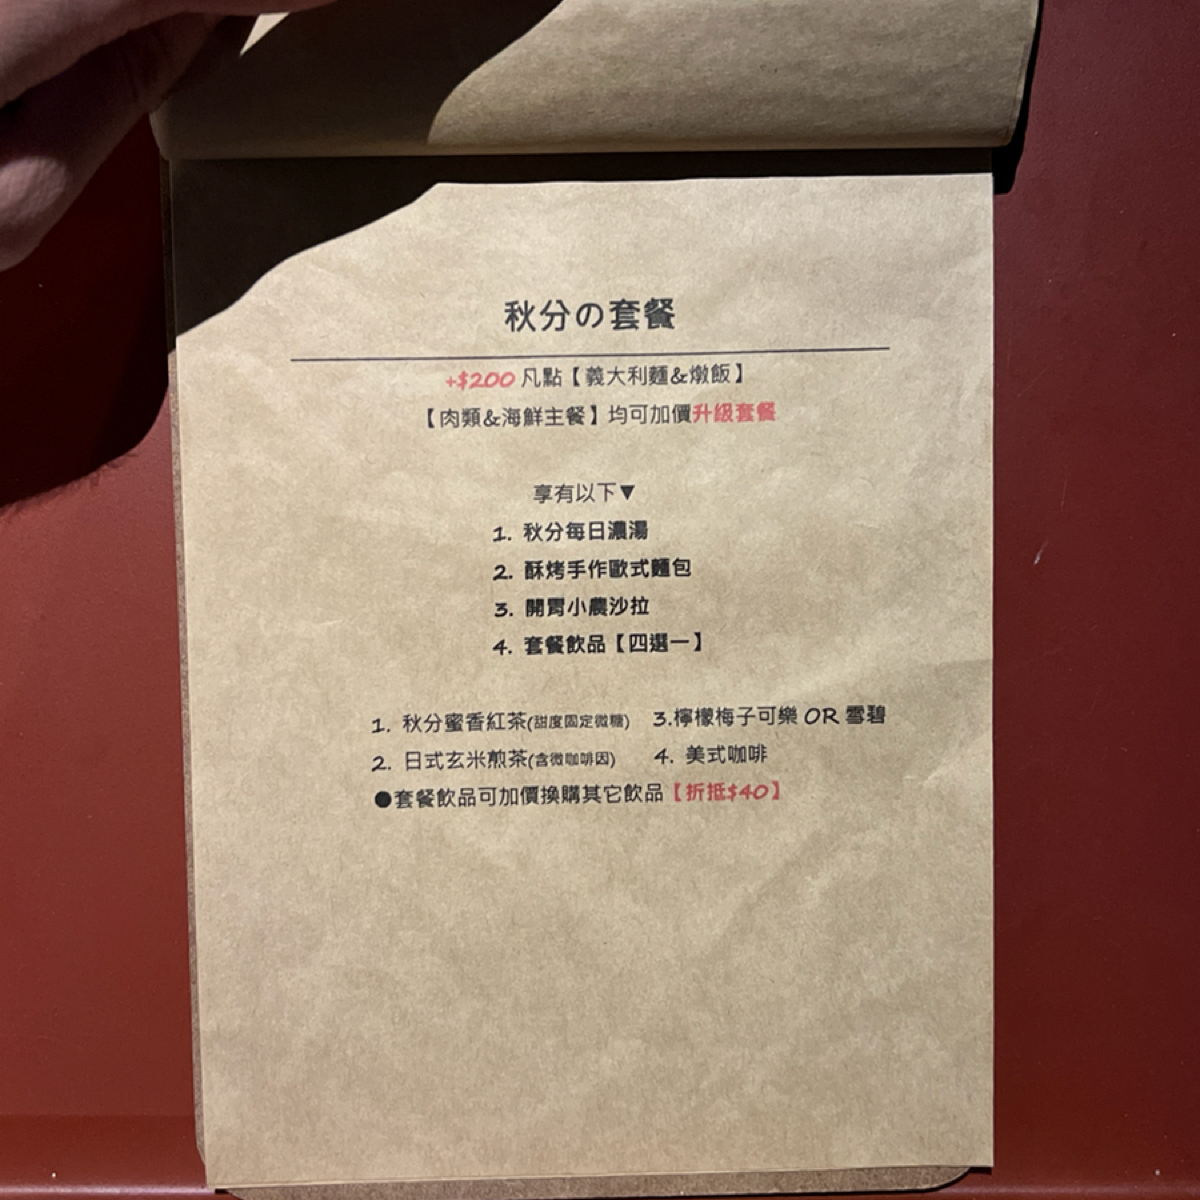 秋分の套餐
+$200 凡點【義大利麵&燉飯】
【肉類&海鮮主餐】均可加價升級套餐
享有以下▼
1. 秋分每日濃湯
2. 酥烤手作歐式麵包
3. 開胃小農沙拉
4. 套餐飲品【四選一】
1. 秋分蜜香紅茶(甜度固定微糖) 3.檸檬梅子可樂 OR 雪碧
2. 日式玄米煎茶(含微咖啡因) 4. 美式咖啡
●套餐飲品可加價換購其它飲品【折抵$40】